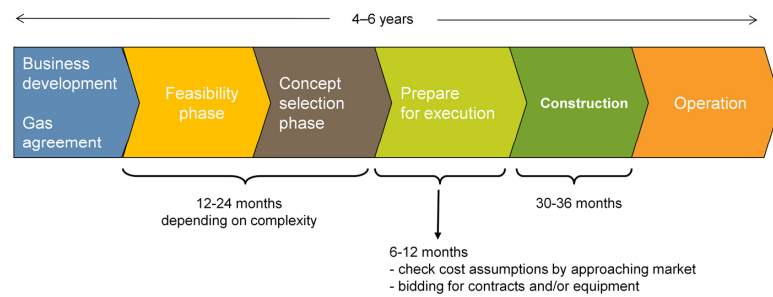 4–6 years
Business
development
Gas
agreement
Feasibility
phase
Concept
selection
phase
Prepare
for execution
Construction
Operation
12-24 months
depending on complexity
30-36 months
6-12 months
- check cost assumptions by approaching market
- bidding for contracts and/or equipment